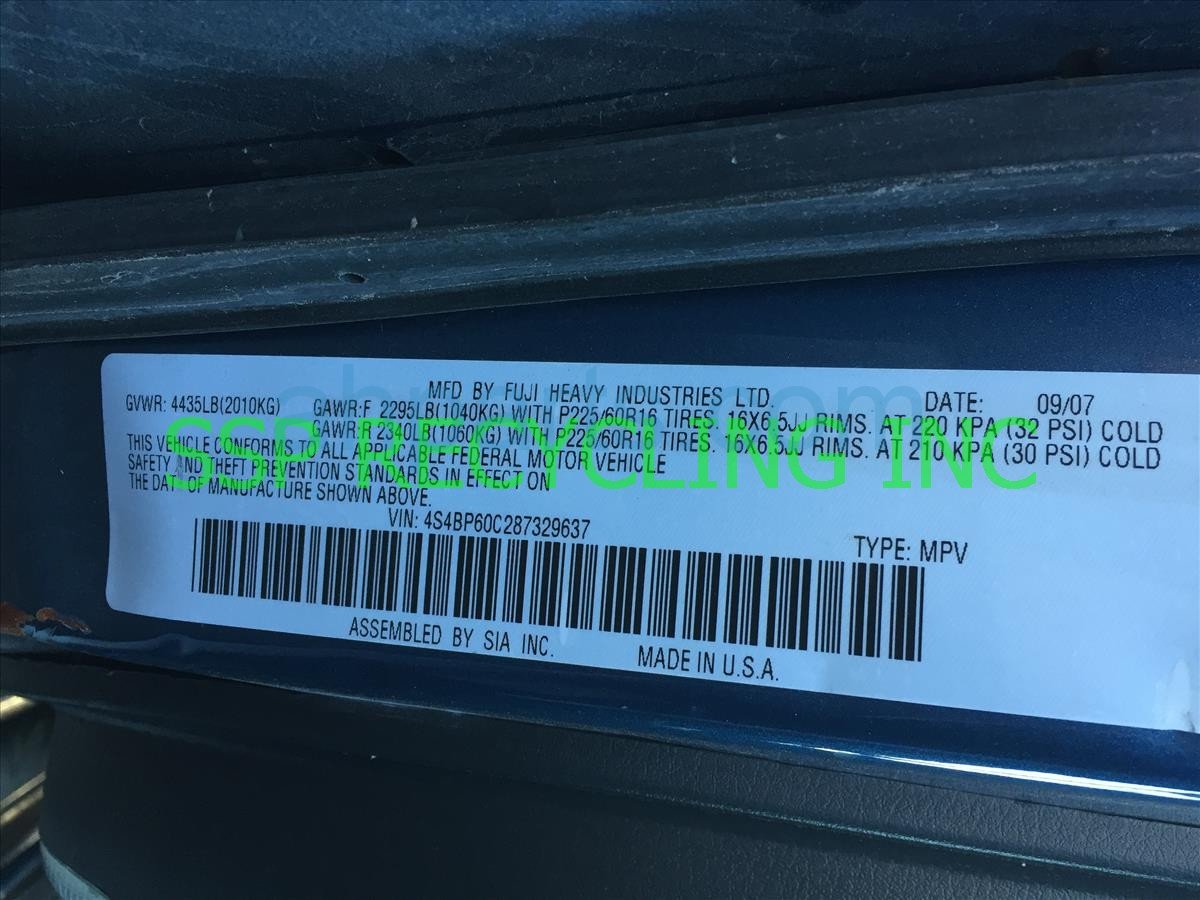 MFD BY FUJI HEAVY INDUSTRIES LTD.
DATE: 09/07
GVWR: 4435LB(2010KG) GAWR:F 2295LB(1040KG) WITH P225/60R16 TIRES. 16X6.5JJ RIMS. AT 220 KPA (32 PSI) COLD
GAWR:R 2340LB(1060KG) WITH P225/60R16 TIRES. 16X6.5JJ RIMS. AT 210 KPA (30 PSI) COLD
THIS VEHICLE CONFORMS TO ALL APPLICABLE FEDERAL MOTOR VEHICLE
SAFETY AND THEFT PREVENTION STANDARDS IN EFFECT ON
THE DATE OF MANUFACTURE SHOWN ABOVE.
SSP RECYCLING INC
VIN: 4S4BP60C287329637
TYPE: MPV
ASSEMBLED BY SIA INC.
MADE IN U.S.A.